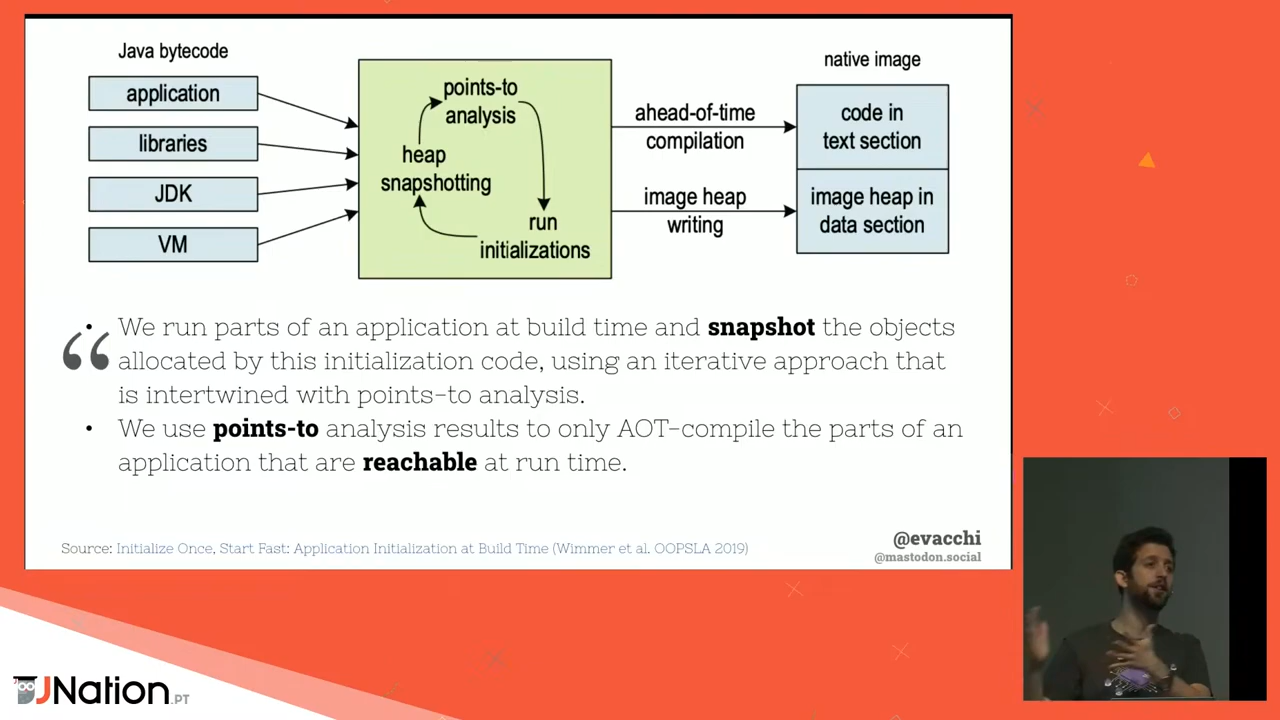 Java bytecode
application
libraries
JDK
VM
points-to
analysis
heap
snapshotting
run
initializations
ahead-of-time
compilation
image heap
writing
native image
code in
text section
image heap in
data section
“
• We run parts of an application at build time and snapshot the objects
allocated by this initialization code, using an iterative approach that
is intertwined with points-to analysis.
• We use points-to analysis results to only AOT-compile the parts of an
application that are reachable at run time.
Source: Initialize Once, Start Fast: Application Initialization at Build Time (Wimmer et al. OOPSLA 2019)
@evacchi
@mastodon.social
JNation.PT